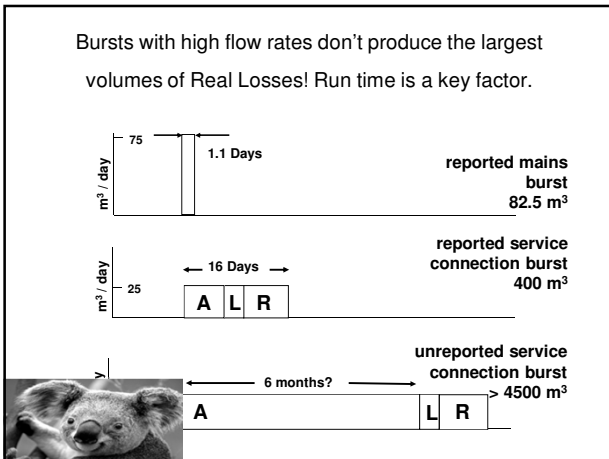 Bursts with high flow rates don't produce the largest
volumes of Real Losses! Run time is a key factor.
75
1.1 Days
m³ / day
reported mains
burst
82.5 m³
16 Days
25
m³ / day
A L R
reported service
connection burst
400 m³
6 months?
A L R
unreported service
connection burst
> 4500 m³